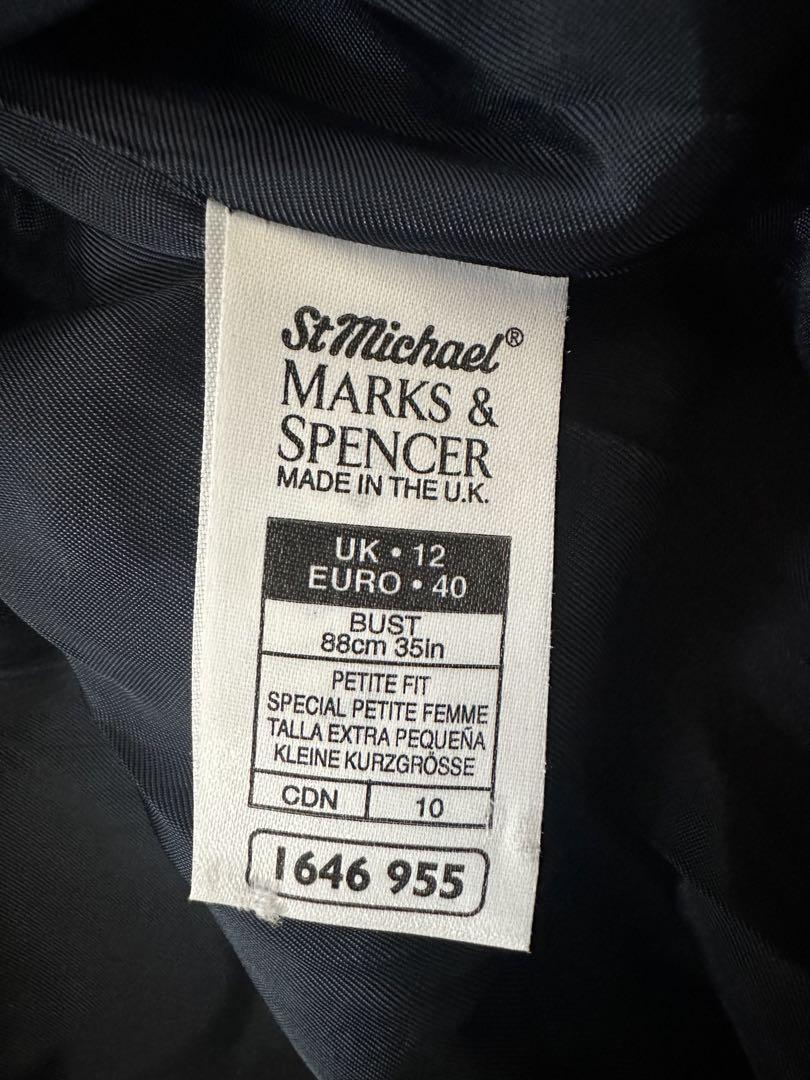 St Michael®
MARKS &
SPENCER
MADE IN THE U.K.
UK • 12
EURO • 40
BUST
88cm 35in
PETITE FIT
SPECIAL PETITE FEMME
TALLA EXTRA PEQUEÑA
KLEINE KURZGRÖSSE
CDN 10
1646 955